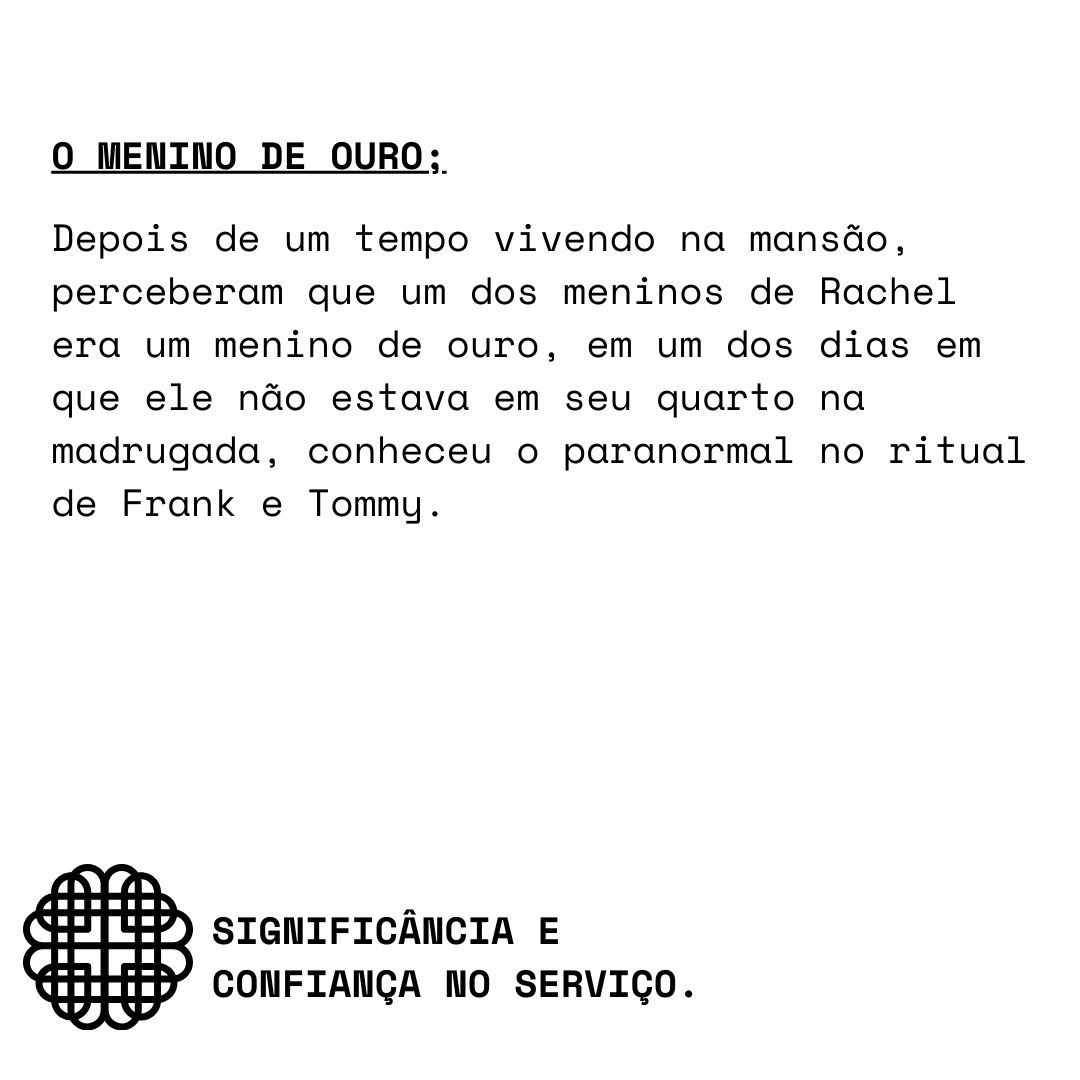 O MENINO DE OURO;
Depois de um tempo vivendo na mansão,
perceberam que um dos meninos de Rachel
era um menino de ouro, em um dos dias em
que ele não estava em seu quarto na
madrugada, conheceu o paranormal no ritual
de Frank e Tommy.
SIGNIFICÂNCIA E
CONFIANÇA NO SERVIÇO.